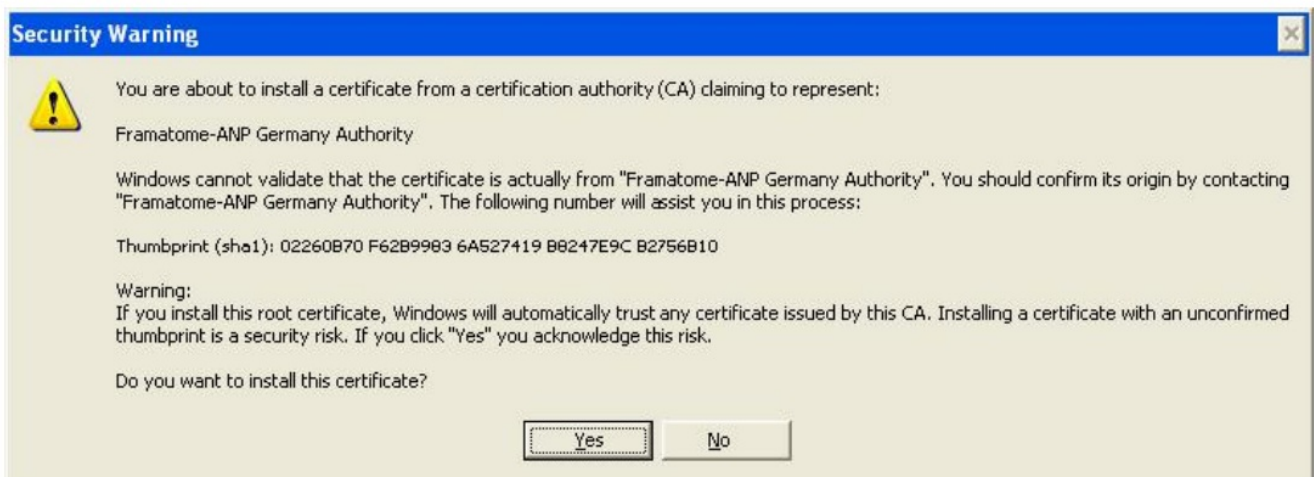 Security Warning
You are about to install a certificate from a certification authority (CA) claiming to represent:
Framatome-ANP Germany Authority
Windows cannot validate that the certificate is actually from "Framatome-ANP Germany Authority". You should confirm its origin by contacting
"Framatome-ANP Germany Authority". The following number will assist you in this process:
Thumbprint (sha1): 02260B70 F62B9983 6A527419 B8247E9C B2756B10
Warning:
If you install this root certificate, Windows will automatically trust any certificate issued by this CA. Installing a certificate with an unconfirmed
thumbprint is a security risk. If you click "Yes" you acknowledge this risk.
Do you want to install this certificate?
Yes No